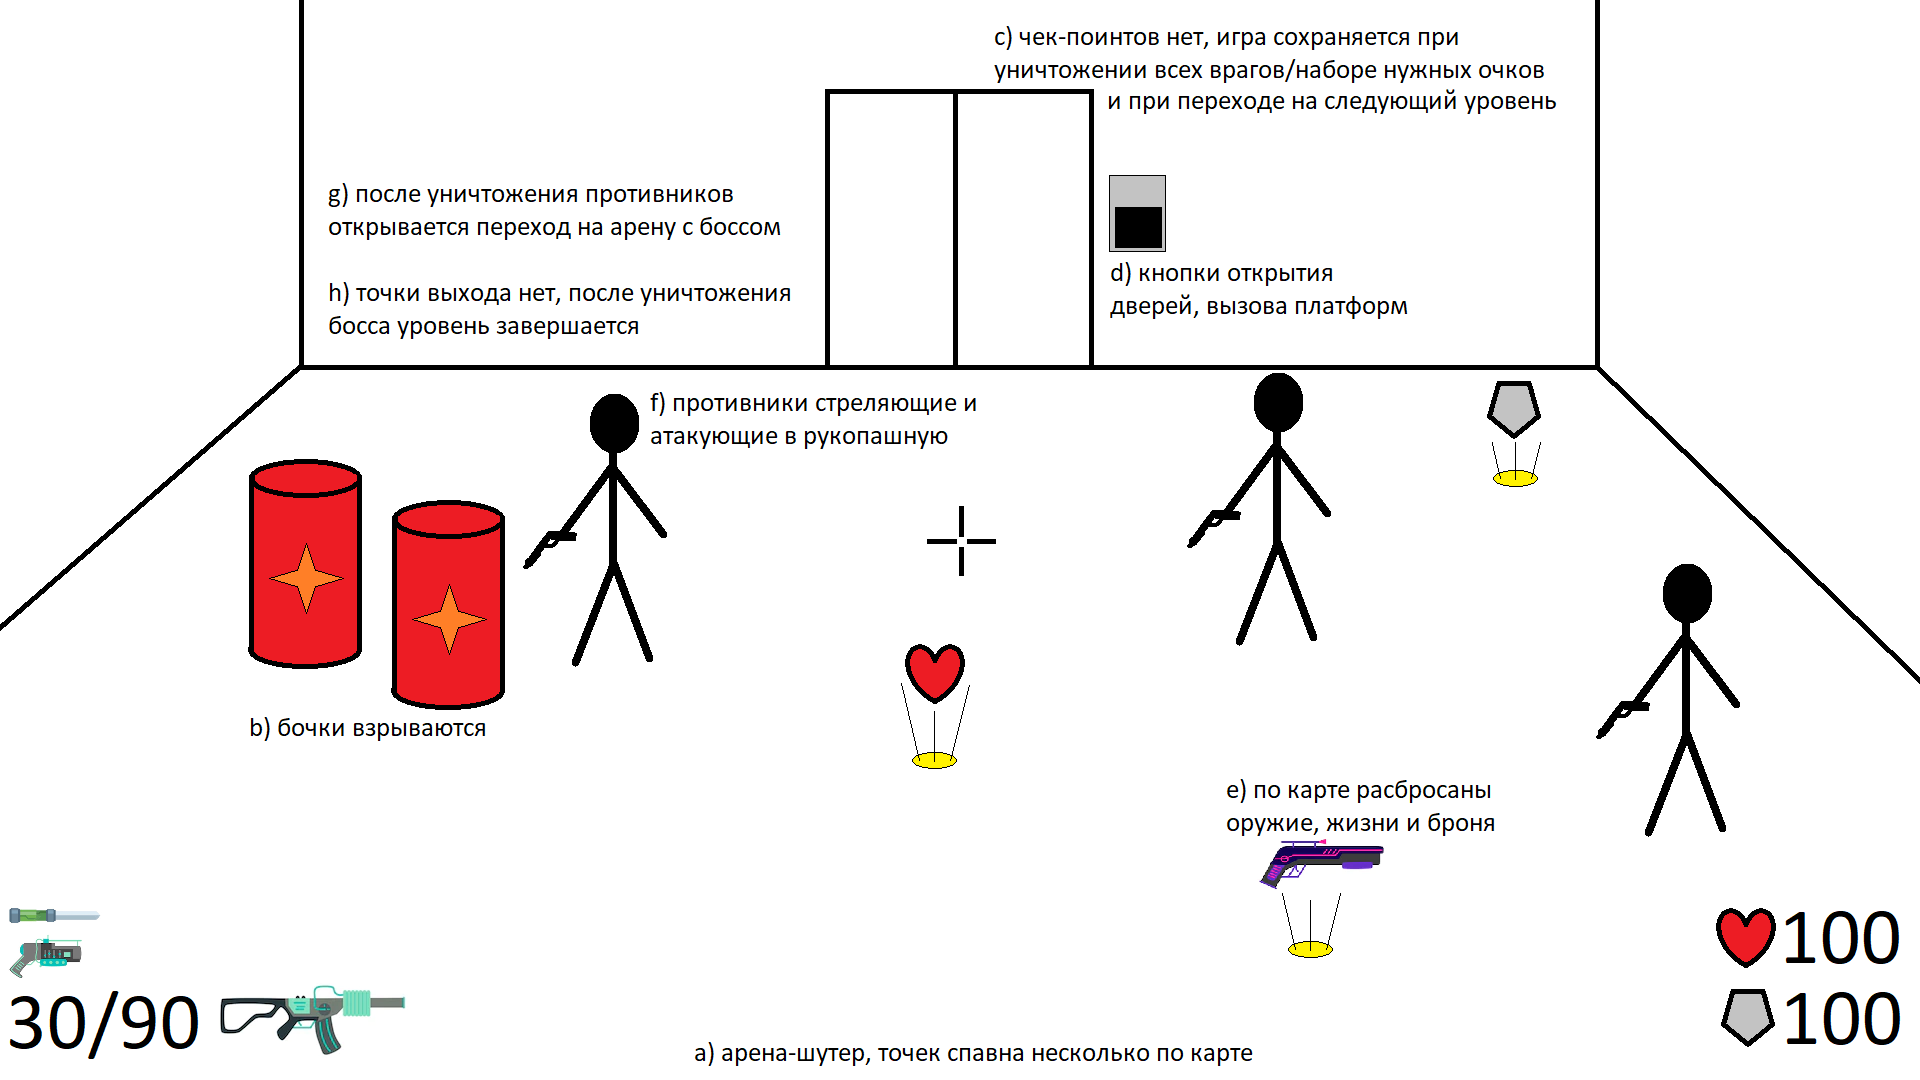 c) чек-поинтов нет, игра сохраняется при
уничтожении всех врагов/наборе нужных очков
и при переходе на следующий уровень
g) после уничтожения противников
открывается переход на арену с боссом
h) точки выхода нет, после уничтожения
босса уровень завершается
d) кнопки открытия
дверей, вызова платформ
f) противники стреляющие и
атакующие в рукопашную
b) бочки взрываются
e) по карте расбросаны
оружие, жизни и броня
100
30/90
100
a) арена-шутер, точек спавна несколько по карте